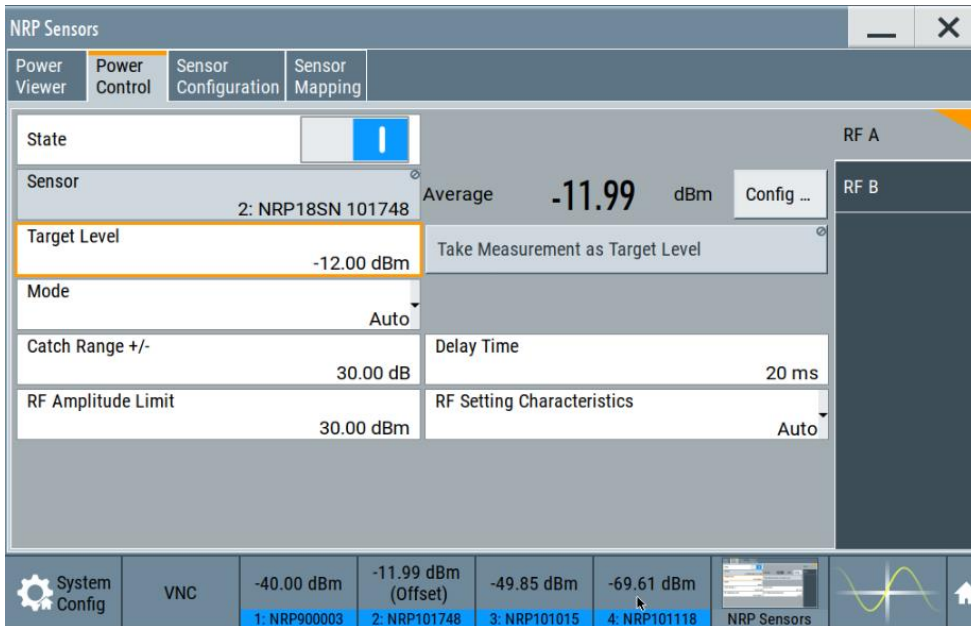 NRP Sensors
Power
Viewer
Power
Control
Sensor
Configuration
Sensor
Mapping
State
Sensor
2: NRP18SN 101748
Average
-11.99
dBm
Config ...
Target Level
-12.00 dBm
Take Measurement as Target Level
Mode
Auto
Catch Range +/-
30.00 dB
Delay Time
20 ms
RF Amplitude Limit
30.00 dBm
RF Setting Characteristics
Auto
RF A
RF B
System
Config
VNC
-40.00 dBm
1: NRP900003
-11.99 dBm
(Offset)
2: NRP101748
-49.85 dBm
3: NRP101015
-69.61 dBm
4: NRP101118
NRP Sensors